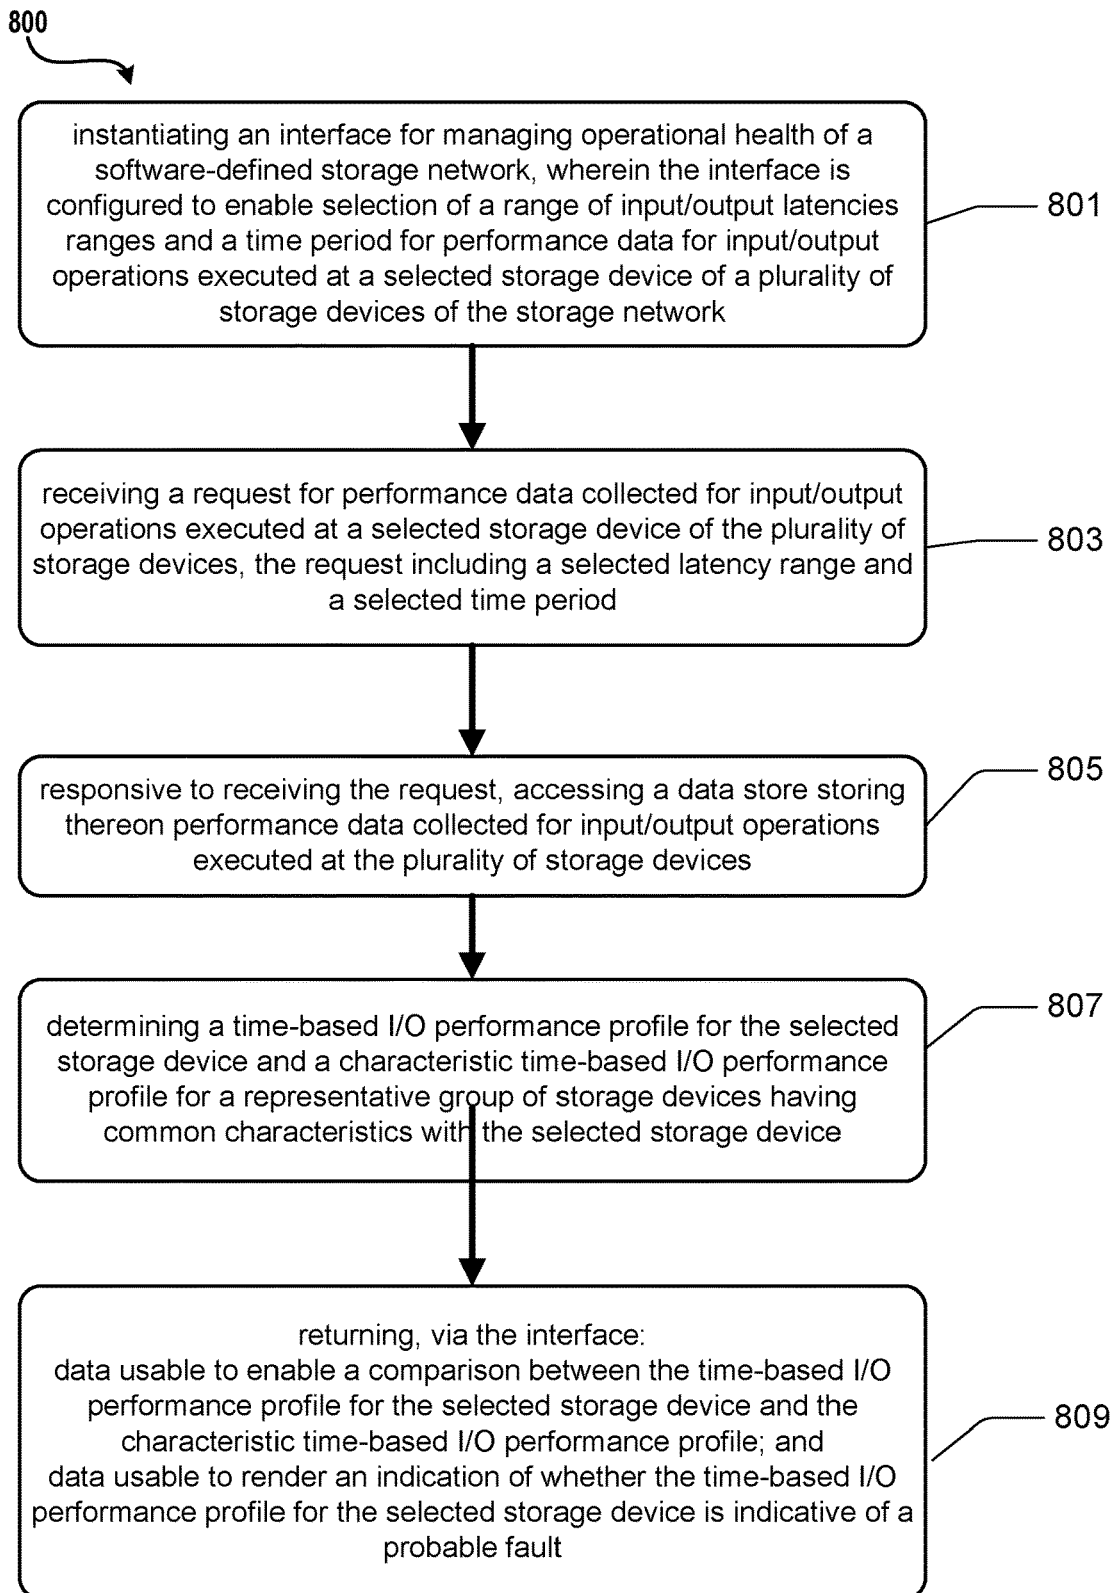 800
instantiating an interface for managing operational health of a
software-defined storage network, wherein the interface is
configured to enable selection of a range of input/output latencies
ranges and a time period for performance data for input/output
operations executed at a selected storage device of a plurality of
storage devices of the storage network
801
receiving a request for performance data collected for input/output
operations executed at a selected storage device of the plurality of
storage devices, the request including a selected latency range and
a selected time period
803
responsive to receiving the request, accessing a data store storing
thereon performance data collected for input/output operations
executed at the plurality of storage devices
805
determining a time-based I/O performance profile for the selected
storage device and a characteristic time-based I/O performance
profile for a representative group of storage devices having
common characteristics with the selected storage device
807
returning, via the interface:
data usable to enable a comparison between the time-based I/O
performance profile for the selected storage device and the
characteristic time-based I/O performance profile; and
data usable to render an indication of whether the time-based I/O
performance profile for the selected storage device is indicative of a
probable fault
809